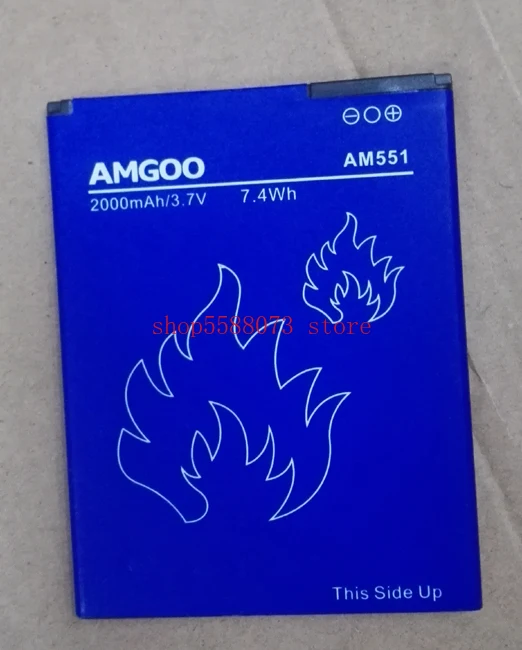 ⊖○⊕
AMGOO AM551
2000mAh/3.7V 7.4Wh
shop5588073 store
This Side Up